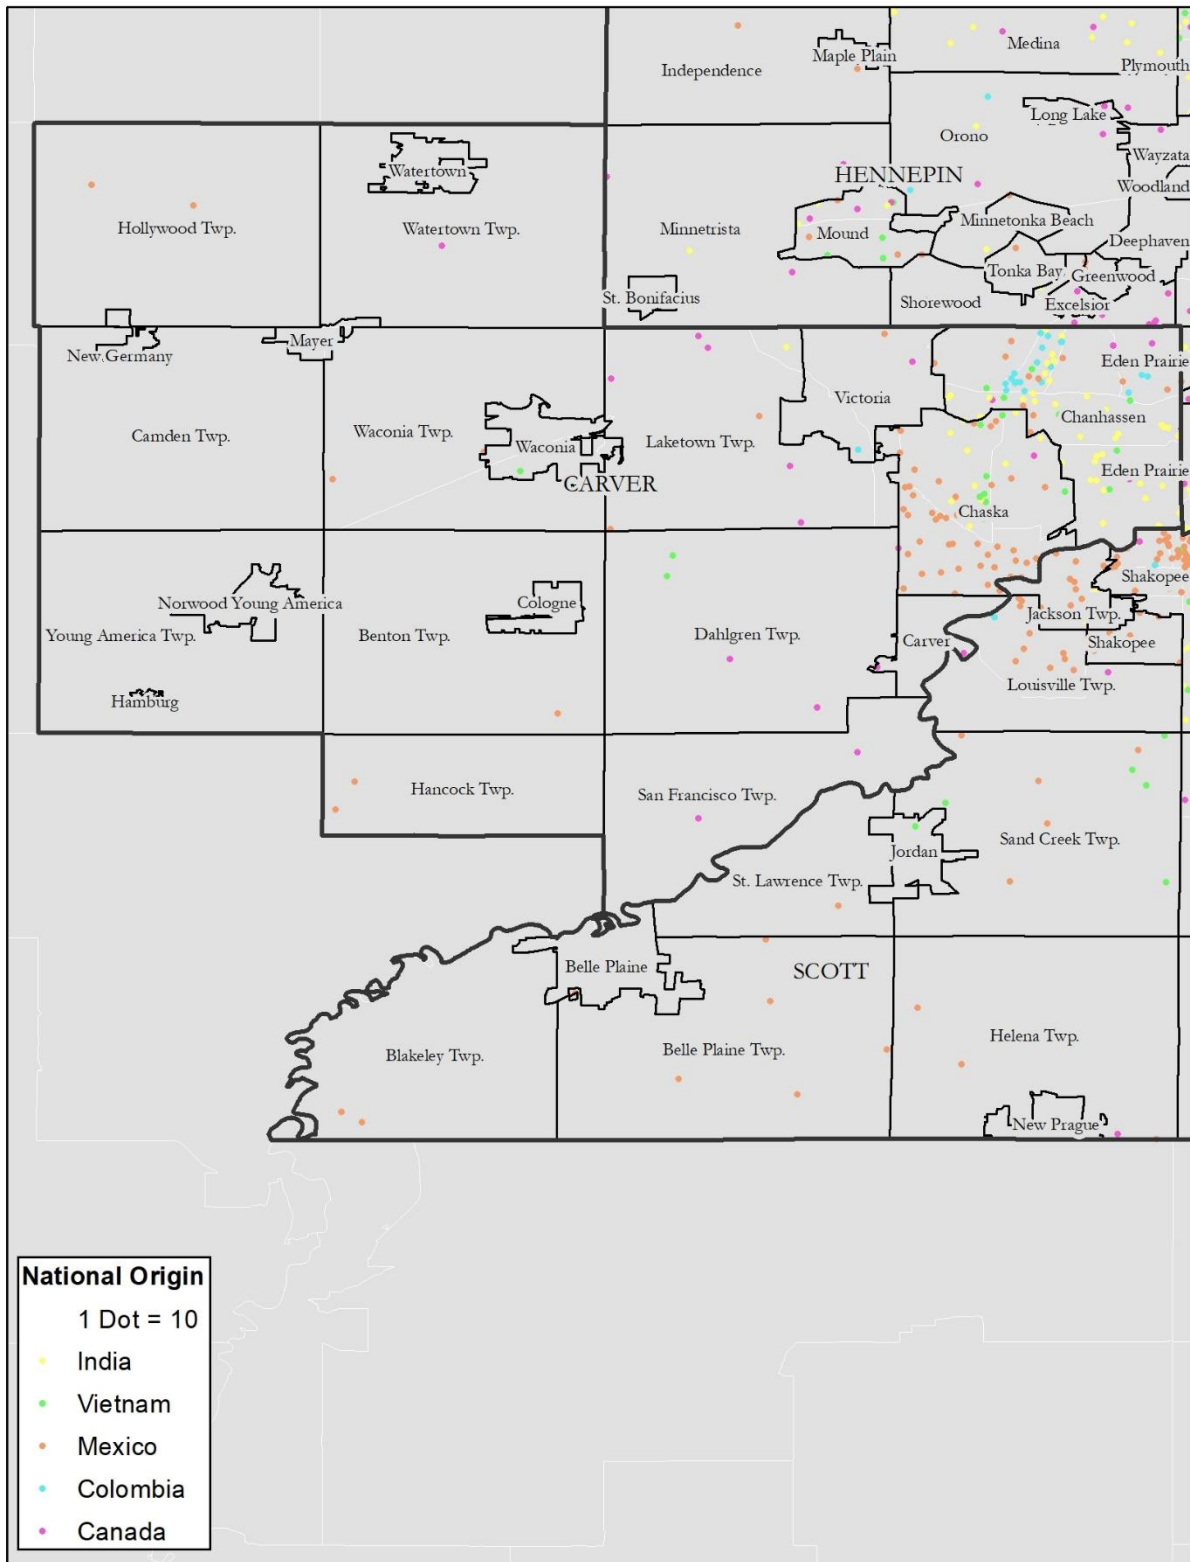 Medina
Maple Plain
Plymouth
Independence
Long Lake
Orono
Wayzata
Watertown
HENNEPIN
Woodland
Minnetonka Beach
Hollywood Twp.
Watertown Twp.
Minnetrista
Mound
Deephaven
Tonka Bay
Greenwood
St. Bonifacius
Shorewood
Excelsior
Mayer
New Germany
Eden Prairie
Victoria
Chanhassen
Camden Twp.
Waconia Twp.
Waconia
Laketown Twp.
Eden Prairie
CARVER
Chaska
Shakopee
Norwood Young America
Cologne
Jackson Twp.
Young America Twp.
Benton Twp.
Dahlgren Twp.
Carver
Shakopee
Louisville Twp.
Hamburg
Hancock Twp.
San Francisco Twp.
Sand Creek Twp.
Jordan
St. Lawrence Twp.
Belle Plaine
SCOTT
Helena Twp.
Blakeley Twp.
Belle Plaine Twp.
New Prague
National Origin
1 Dot = 10
India
Vietnam
Mexico
Colombia
Canada